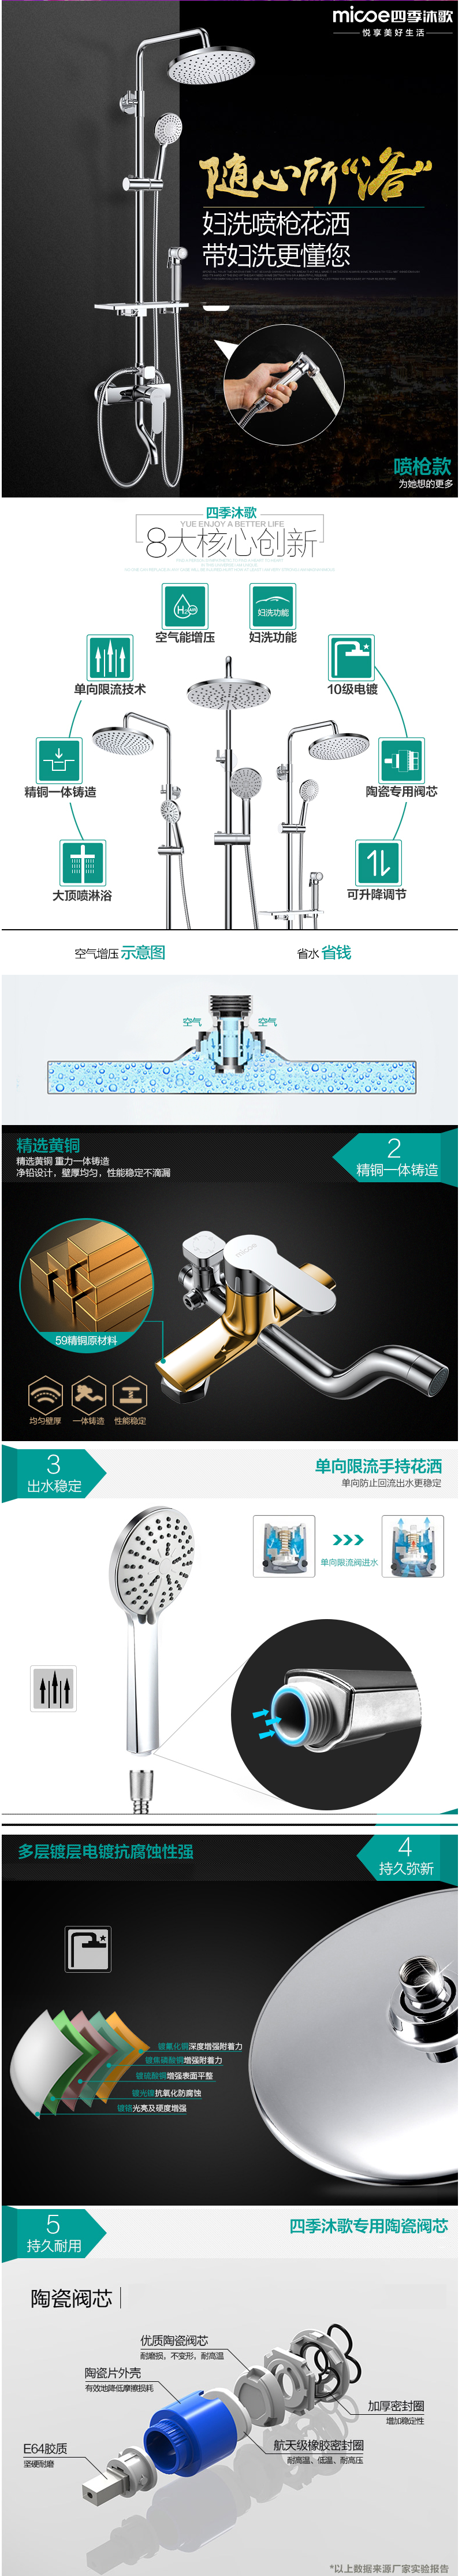 micoe四季沐歌
悦享美好生活
随心所“浴”
妇洗喷枪花洒
带妇洗更懂您
喷枪款
为她想的更多
四季沐歌
YUE ENJOY A BETTER LIFE
8大核心创新
H₂
空气能增压
妇洗功能
妇洗功能
单向限流技术
10级电镀
精铜一体铸造
陶瓷专用阀芯
大顶喷淋浴
可升降调节
空气增压 示意图
省水 省钱
空气
空气
精选黄铜
精选黄铜 重力一体铸造
净铅设计，壁厚均匀，性能稳定不滴漏
2
精铜一体铸造
micoe
59精铜原材料
均匀壁厚
一体铸造
性能稳定
3
出水稳定
单向限流手持花洒
单向防止回流出水更稳定
单向限流阀进水
多层镀层电镀抗腐蚀性强
4
持久弥新
镀氰化铜深度增强附着力
镀焦磷酸铜增强附着力
镀硫酸铜增强表面平整
镀光镍抗氧化防腐蚀
镀铬光亮及硬度增强
5
持久耐用
四季沐歌专用陶瓷阀芯
陶瓷阀芯
优质陶瓷阀芯
耐磨损，不变形，耐高温
陶瓷片外壳
有效地降低摩擦损耗
加厚密封圈
增加稳定性
E64胶质
坚硬耐磨
航天级橡胶密封圈
耐高温、低温、耐高压
*以上数据来源厂家实验报告